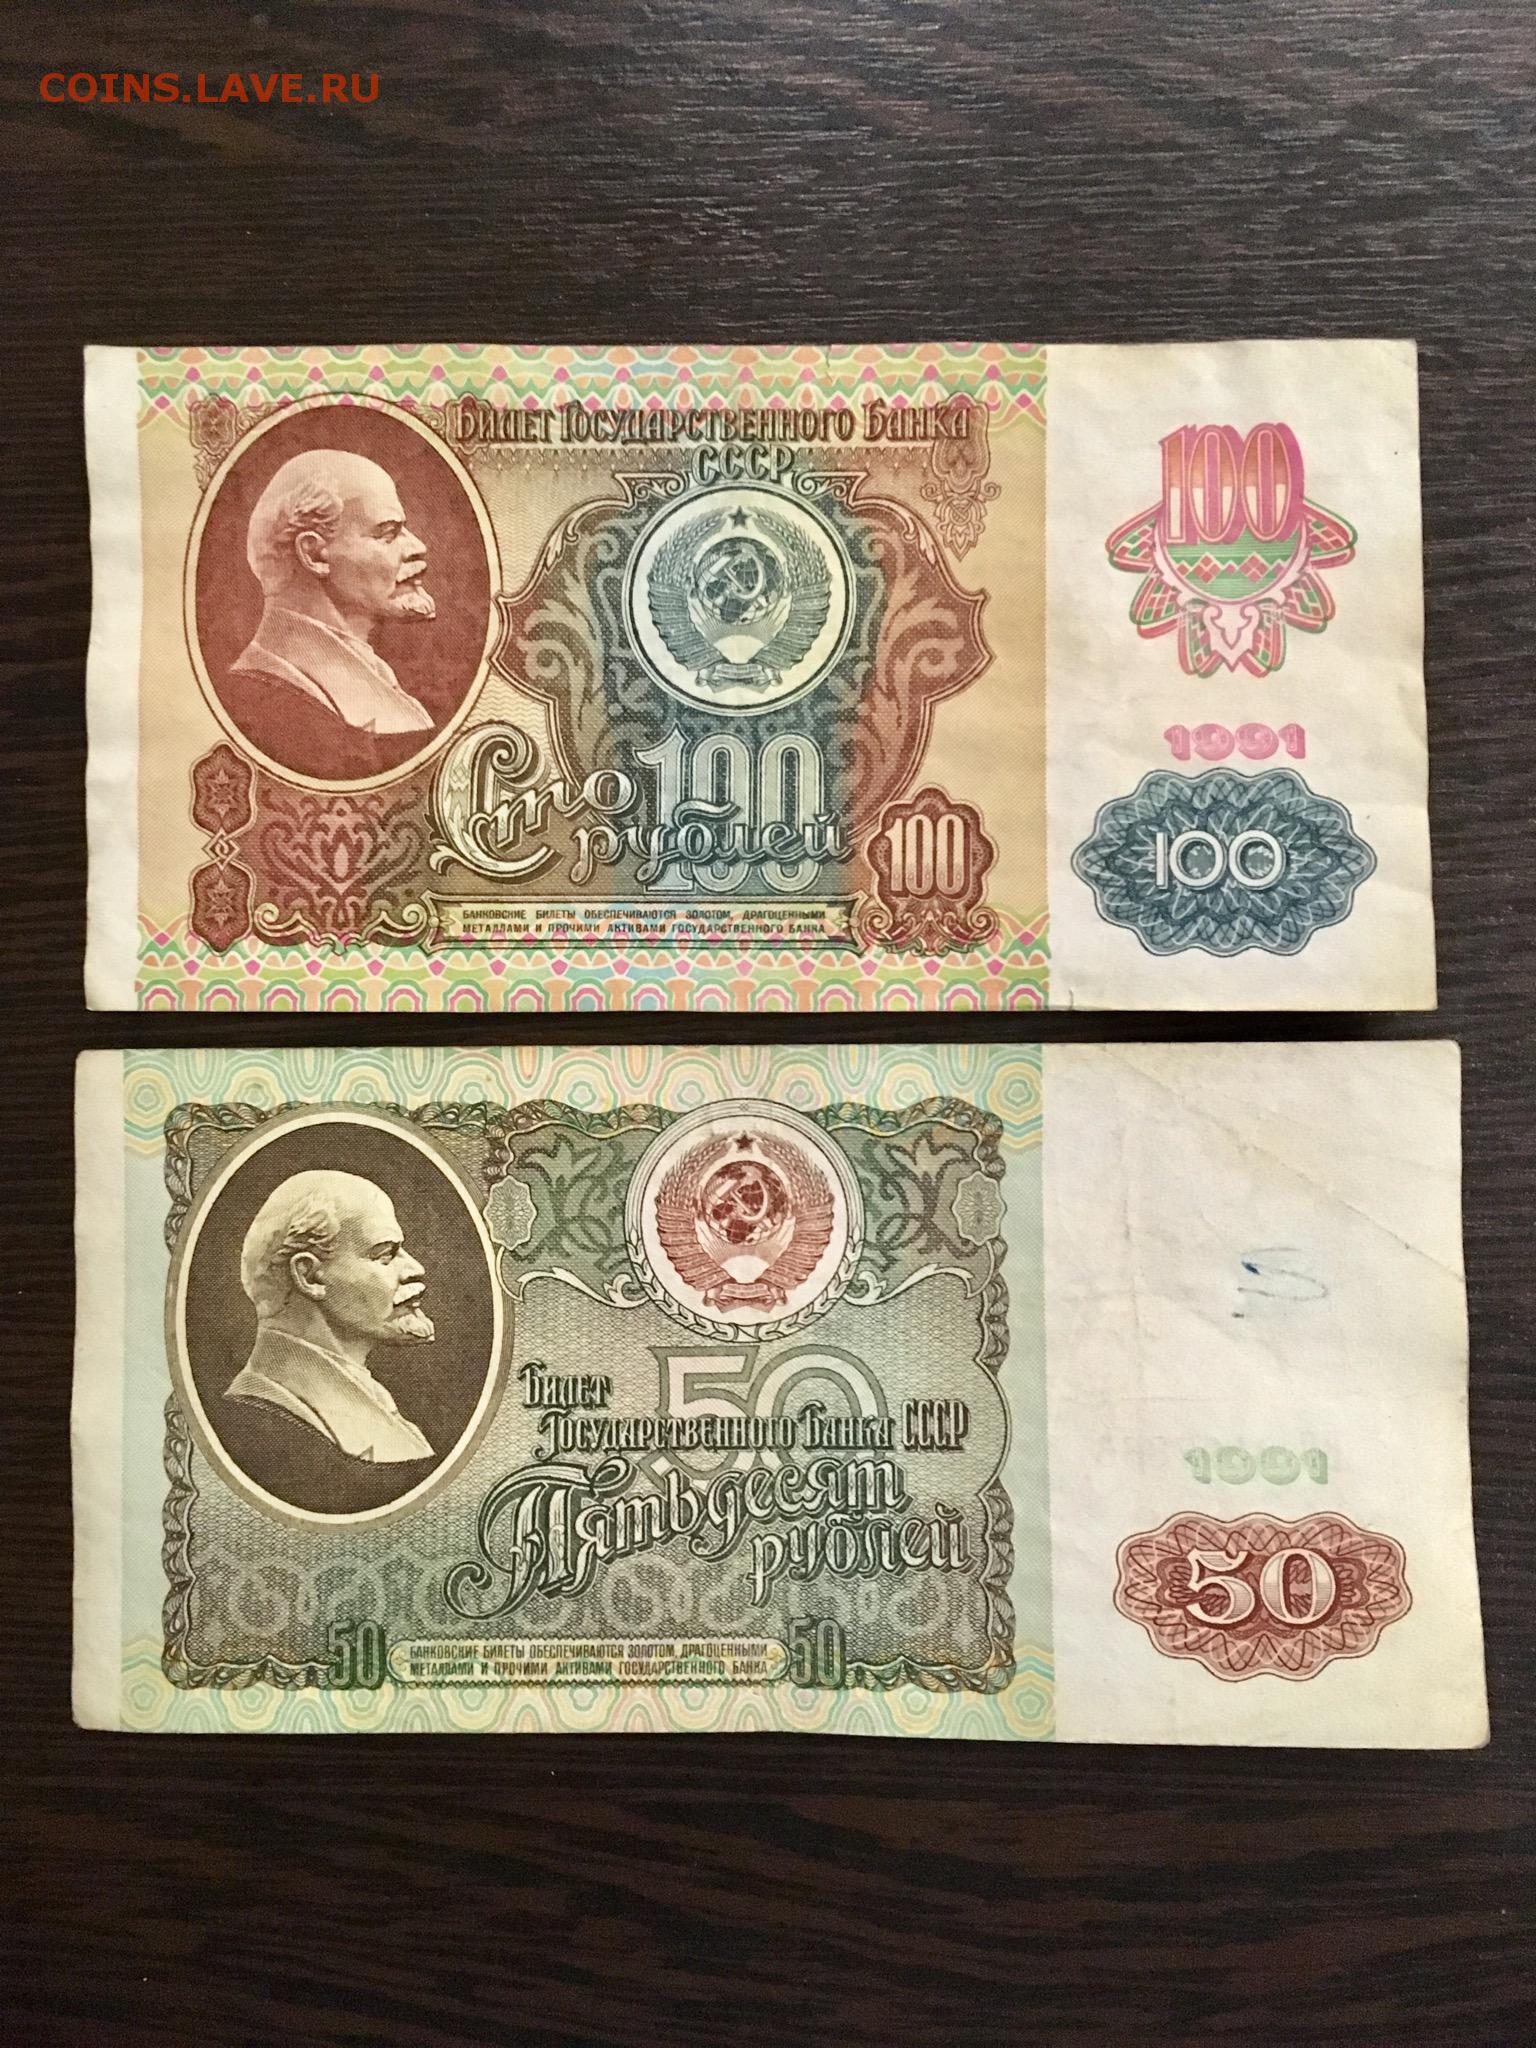 COINS.LAVE.RU
Билет Государственного Банка
СССР
100
1991
100
Сто
рублей
100
100
БАНКОВСКИЕ БИЛЕТЫ ОБЕСПЕЧИВАЮТСЯ ЗОЛОТОМ, ДРАГОЦЕННЫМИ
МЕТАЛЛАМИ И ПРОЧИМИ АКТИВАМИ ГОСУДАРСТВЕННОГО БАНКА
100
50
Билет
Государственного Банка СССР
Пятьдесят
рублей
1991
50
50
БАНКОВСКИЕ БИЛЕТЫ ОБЕСПЕЧИВАЮТСЯ ЗОЛОТОМ, ДРАГОЦЕННЫМИ
МЕТАЛЛАМИ И ПРОЧИМИ АКТИВАМИ ГОСУДАРСТВЕННОГО БАНКА
50